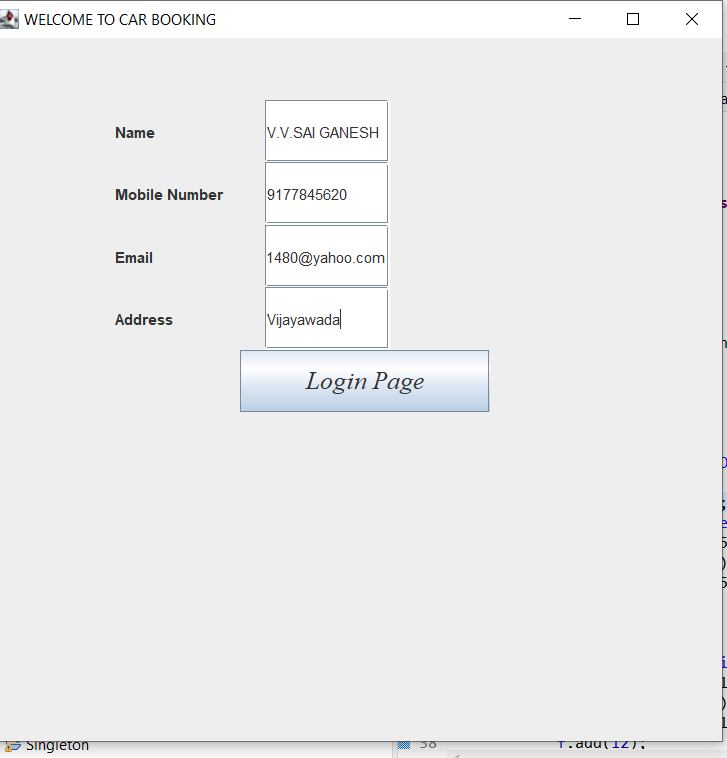 WELCOME TO CAR BOOKING
Name
V.V.SAI GANESH
Mobile Number
9177845620
Email
1480@yahoo.com
Address
Vijayawada
Login Page
Singleton
38
f.add(l2);